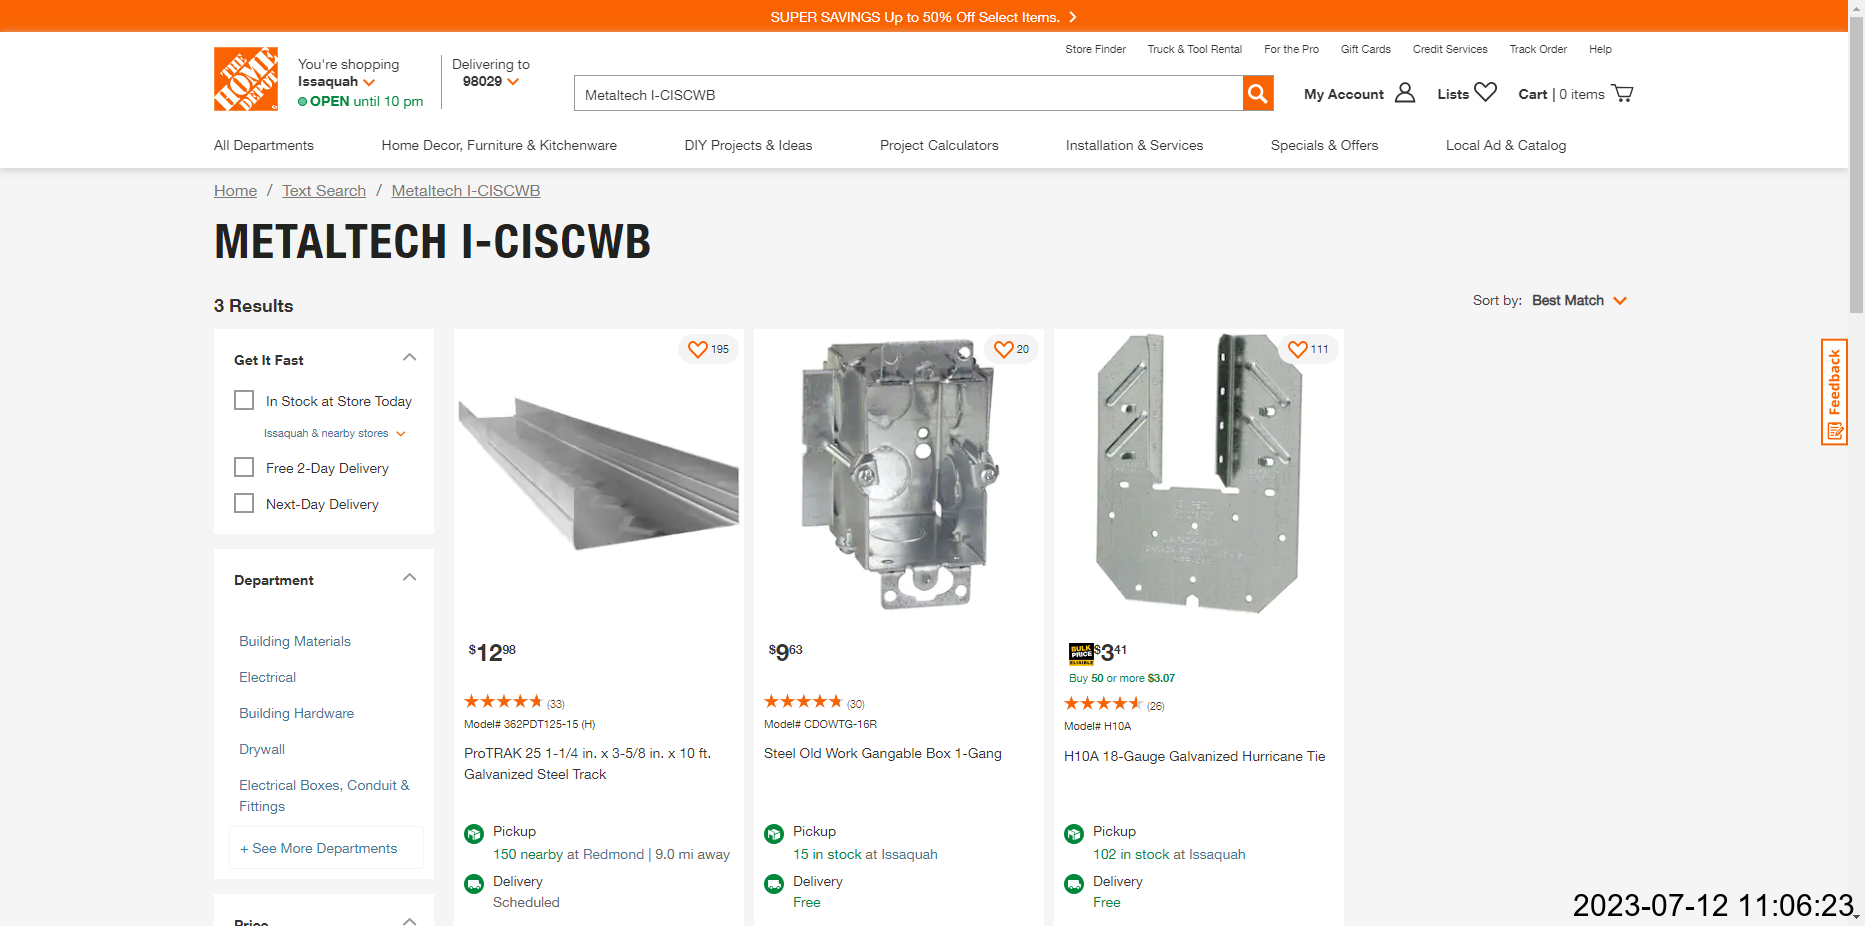 SUPER SAVINGS Up to 50% Off Select Items.
THE HOME DEPOT
You're shopping
Issaquah
OPEN until 10 pm
Delivering to
98029
Metaltech I-CISCWB
Store Finder
Truck & Tool Rental
For the Pro
Gift Cards
Credit Services
Track Order
Help
My Account
Lists
Cart | 0 items
All Departments
Home Decor, Furniture & Kitchenware
DIY Projects & Ideas
Project Calculators
Installation & Services
Specials & Offers
Local Ad & Catalog
Home / Text Search / Metaltech I-CISCWB
METALTECH I-CISCWB
3 Results
Sort by: Best Match
Get It Fast
In Stock at Store Today
Issaquah & nearby stores
Free 2-Day Delivery
Next-Day Delivery
Department
Building Materials
Electrical
Building Hardware
Drywall
Electrical Boxes, Conduit &
Fittings
+ See More Departments
Price
195
$1298
(33)
Model# 362PDT125-15 (H)
ProTRAK 25 1-1/4 in. x 3-5/8 in. x 10 ft.
Galvanized Steel Track
Pickup
150 nearby at Redmond | 9.0 mi away
Delivery
Scheduled
20
$963
(30)
Model# CDOWTG-16R
Steel Old Work Gangable Box 1-Gang
Pickup
15 in stock at Issaquah
Delivery
Free
111
BULK
PRICE
ELIGIBLE
$341
Buy 50 or more $3.07
(26)
Model# H10A
H10A 18-Gauge Galvanized Hurricane Tie
Pickup
102 in stock at Issaquah
Delivery
Free
Feedback
2023-07-12 11:06:23